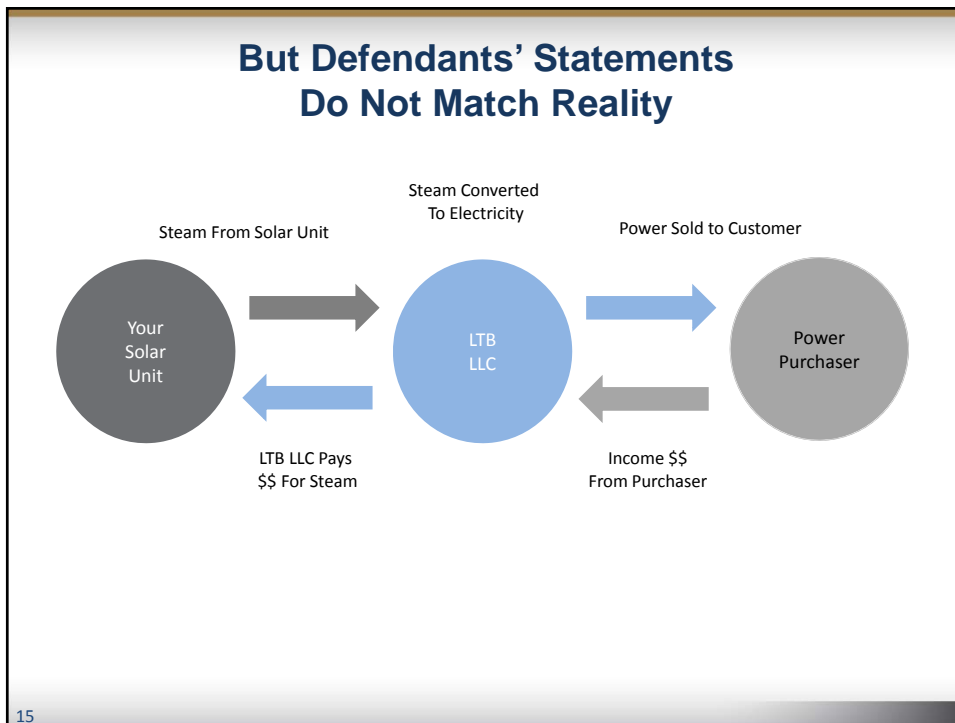 But Defendants’ Statements
Do Not Match Reality
Steam From Solar Unit
Steam Converted
To Electricity
Power Sold to Customer
Your
Solar
Unit
LTB
LLC
Power
Purchaser
LTB LLC Pays
$$ For Steam
Income $$
From Purchaser
15